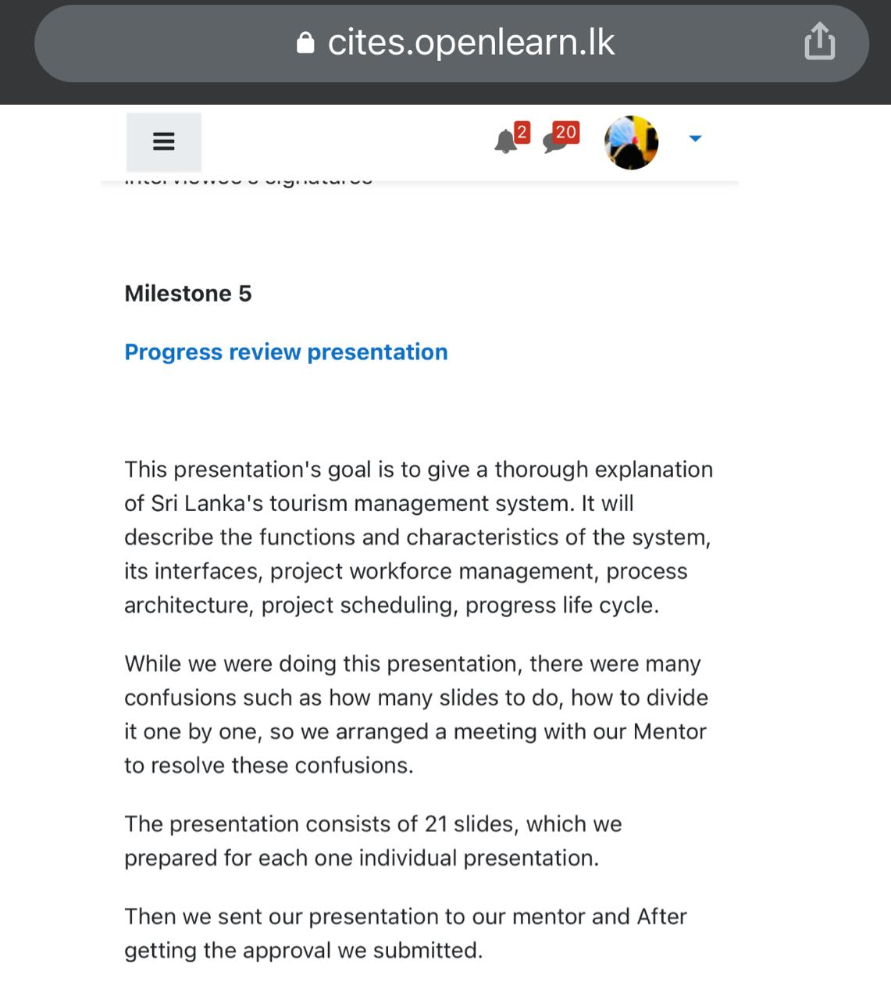 cites.openlearn.lk
2
20
interviewee's signatures
Milestone 5
Progress review presentation
This presentation's goal is to give a thorough explanation
of Sri Lanka's tourism management system. It will
describe the functions and characteristics of the system,
its interfaces, project workforce management, process
architecture, project scheduling, progress life cycle.
While we were doing this presentation, there were many
confusions such as how many slides to do, how to divide
it one by one, so we arranged a meeting with our Mentor
to resolve these confusions.
The presentation consists of 21 slides, which we
prepared for each one individual presentation.
Then we sent our presentation to our mentor and After
getting the approval we submitted.